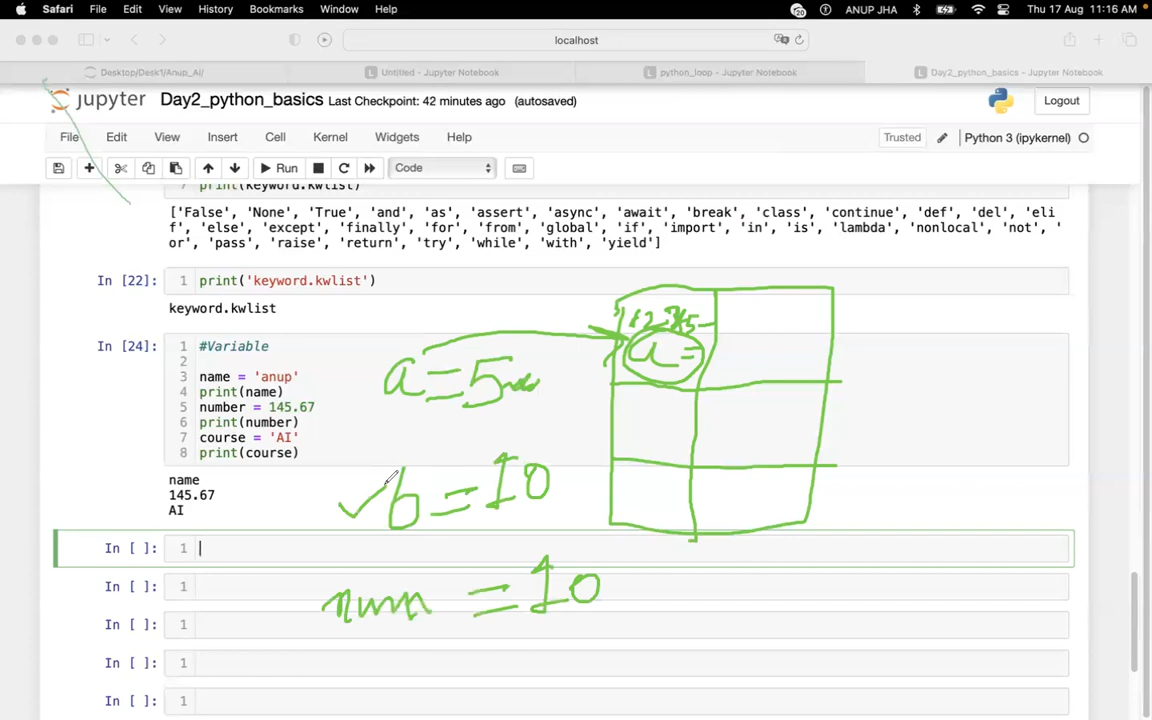 Safari File Edit View History Bookmarks Window Help 20 ANUP JHA Thu 17 Aug 11:16 AM
localhost
Desktop/Desk1/Anup_AI/ Untitled - Jupyter Notebook python_loop - Jupyter Notebook Day2_python_basics - Jupyter Notebook
jupyter Day2_python_basics Last Checkpoint: 42 minutes ago (autosaved) Logout
File Edit View Insert Cell Kernel Widgets Help Trusted Python 3 (ipykernel)
Run Code
7 print(keyword.kwlist)
['False', 'None', 'True', 'and', 'as', 'assert', 'async', 'await', 'break', 'class', 'continue', 'def', 'del', 'eli
f', 'else', 'except', 'finally', 'for', 'from', 'global', 'if', 'import', 'in', 'is', 'lambda', 'nonlocal', 'not', '
or', 'pass', 'raise', 'return', 'try', 'while', 'with', 'yield']
In [22]: 1 print('keyword.kwlist')
keyword.kwlist
In [24]: 1 #Variable
2
3 name = 'anup'
4 print(name)
5 number = 145.67
6 print(number)
7 course = 'AI'
8 print(course)
a =
a = 5
name
145.67
AI
b = 10
In [ ]: 1
In [ ]: 1
num = 10
In [ ]: 1
In [ ]: 1
In [ ]: 1